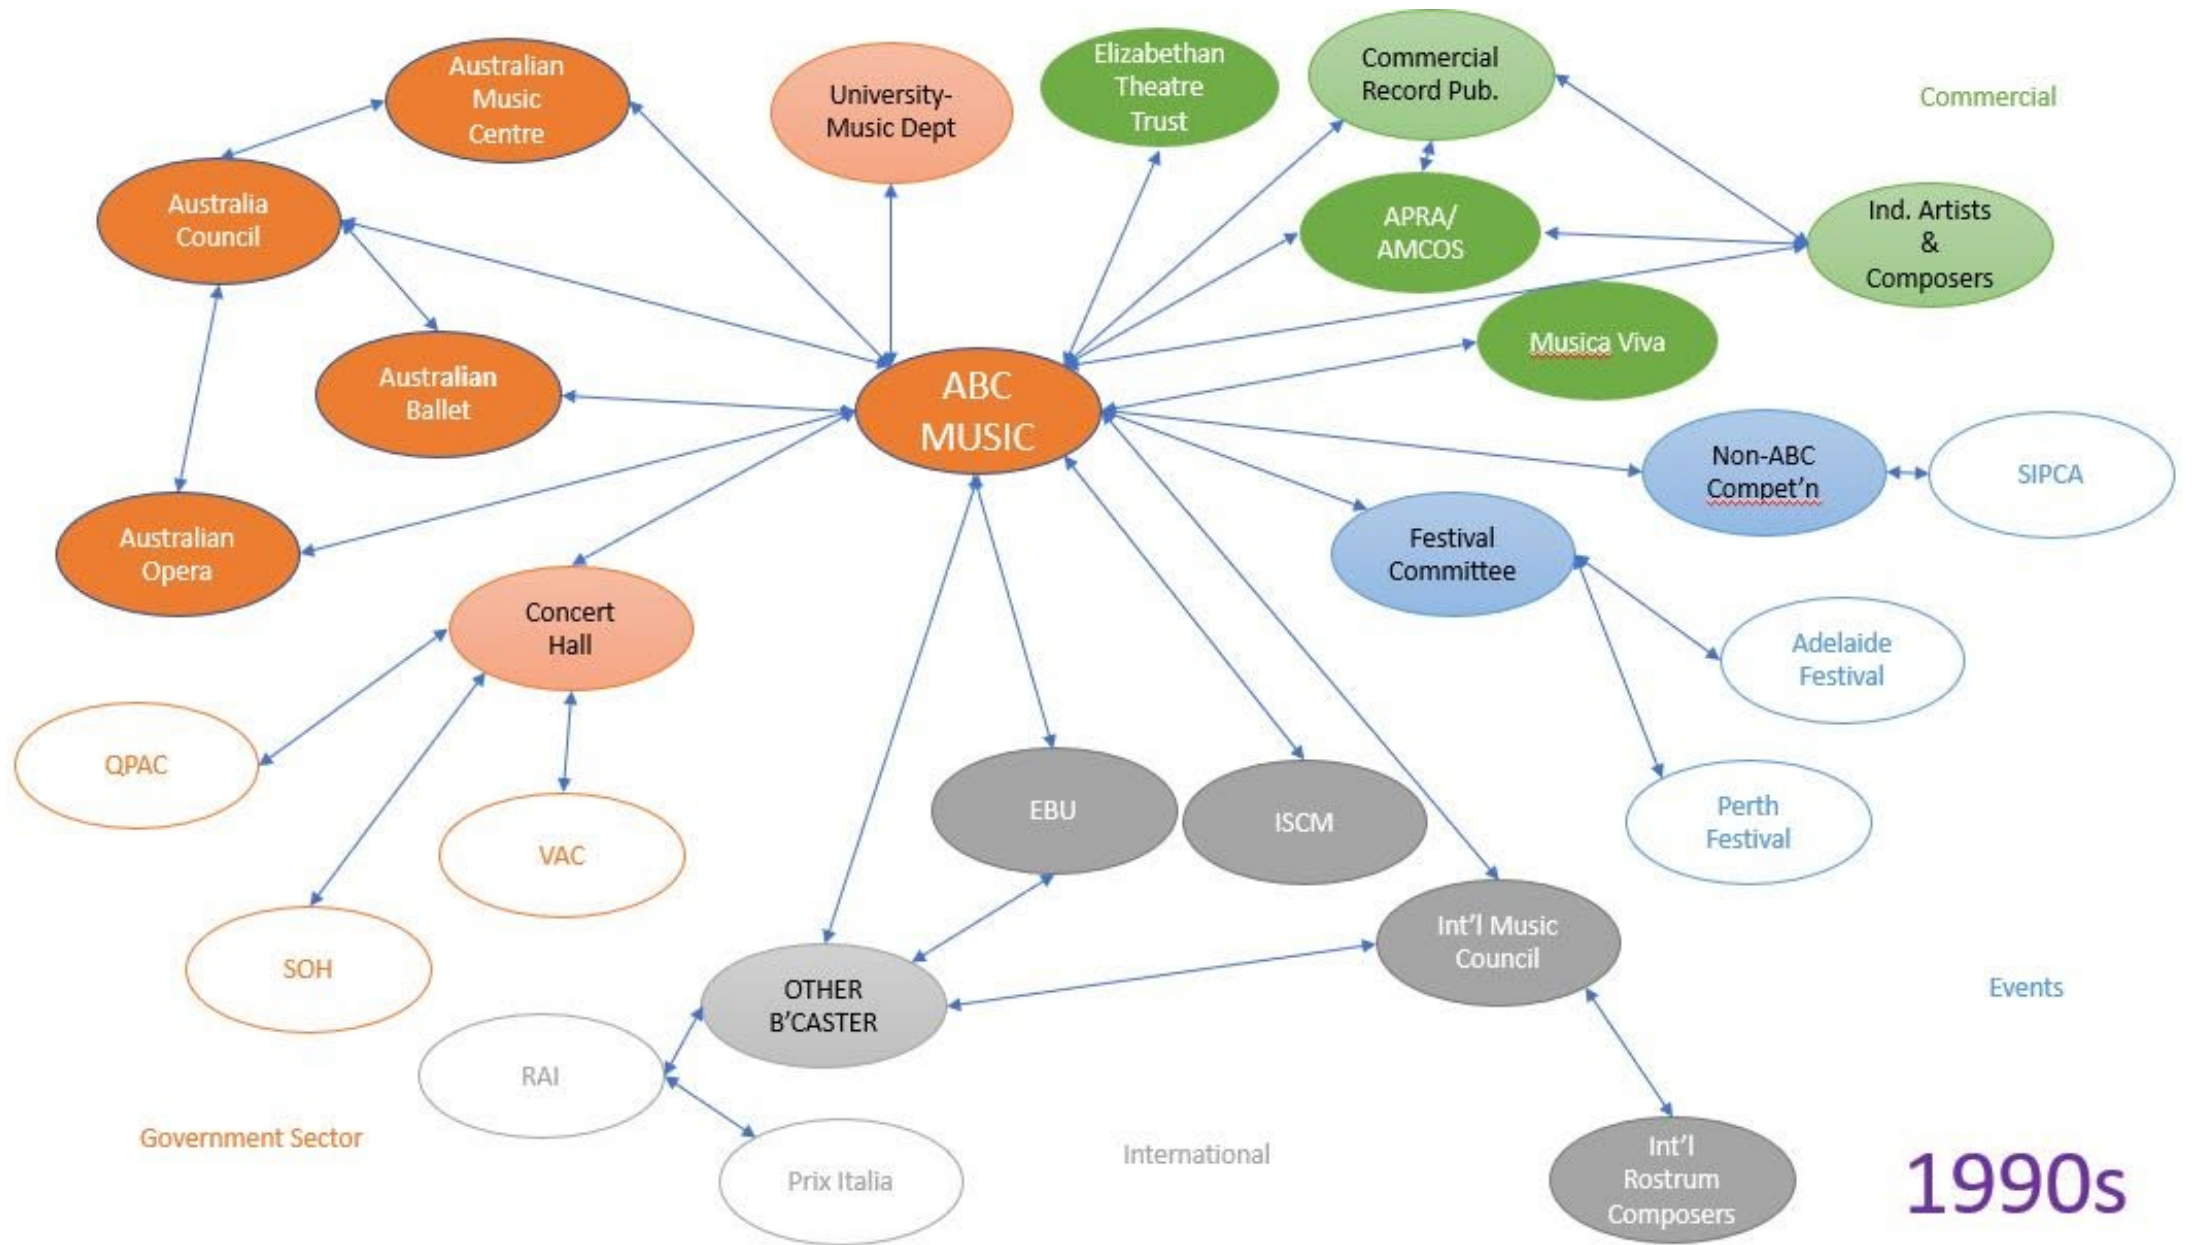 Australian
Music
Centre
University-
Music Dept
Elizabethan
Theatre
Trust
Commercial
Record Pub.
Commercial
Australia
Council
APRA/
AMCOS
Ind. Artists
&
Composers
Musica Viva
Australian
Ballet
ABC
MUSIC
Non-ABC
Compet’n
SIPCA
Australian
Opera
Festival
Committee
Concert
Hall
Adelaide
Festival
QPAC
VAC
EBU
ISCM
Perth
Festival
SOH
Int’l Music
Council
OTHER
B’CASTER
Events
RAI
Government Sector
International
Prix Italia
Int’l
Rostrum
Composers
1990s